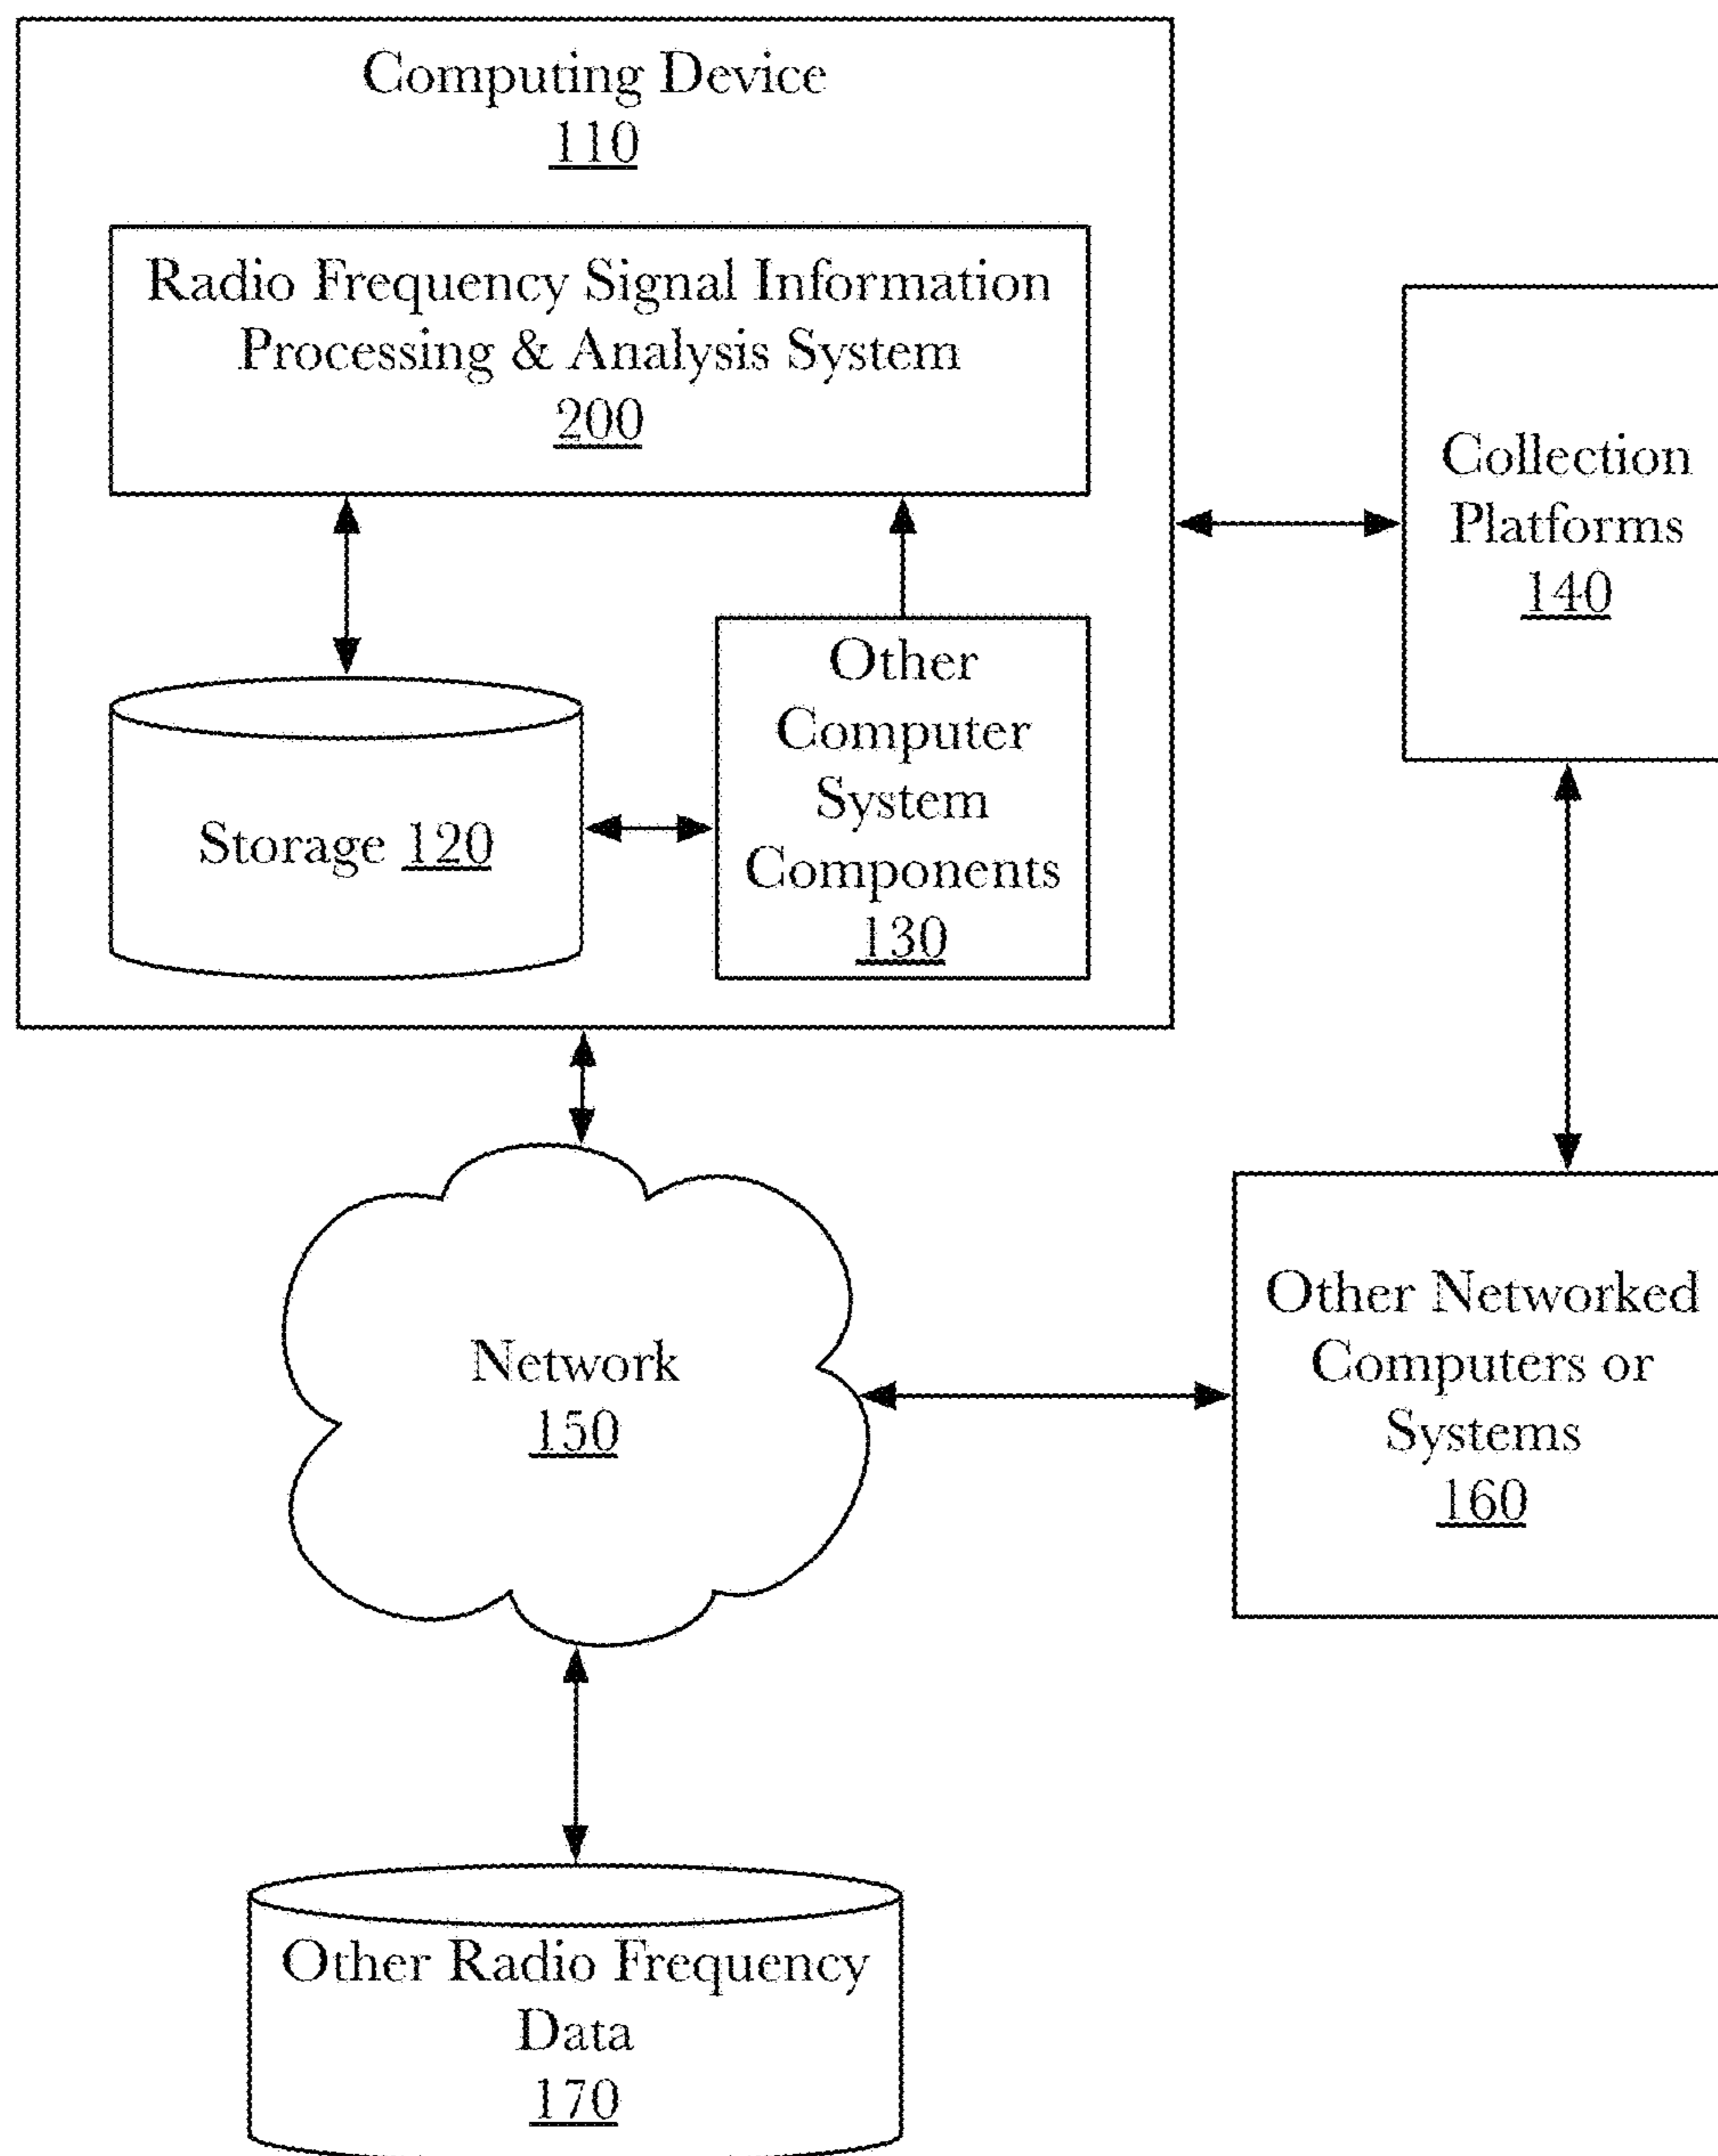 Computing Device
110
Radio Frequency Signal Information
Processing & Analysis System
200
Collection
Platforms
140
Other
Computer
System
Components
130
Storage 120
Network
150
Other Networked
Computers or
Systems
160
Other Radio Frequency
Data
170